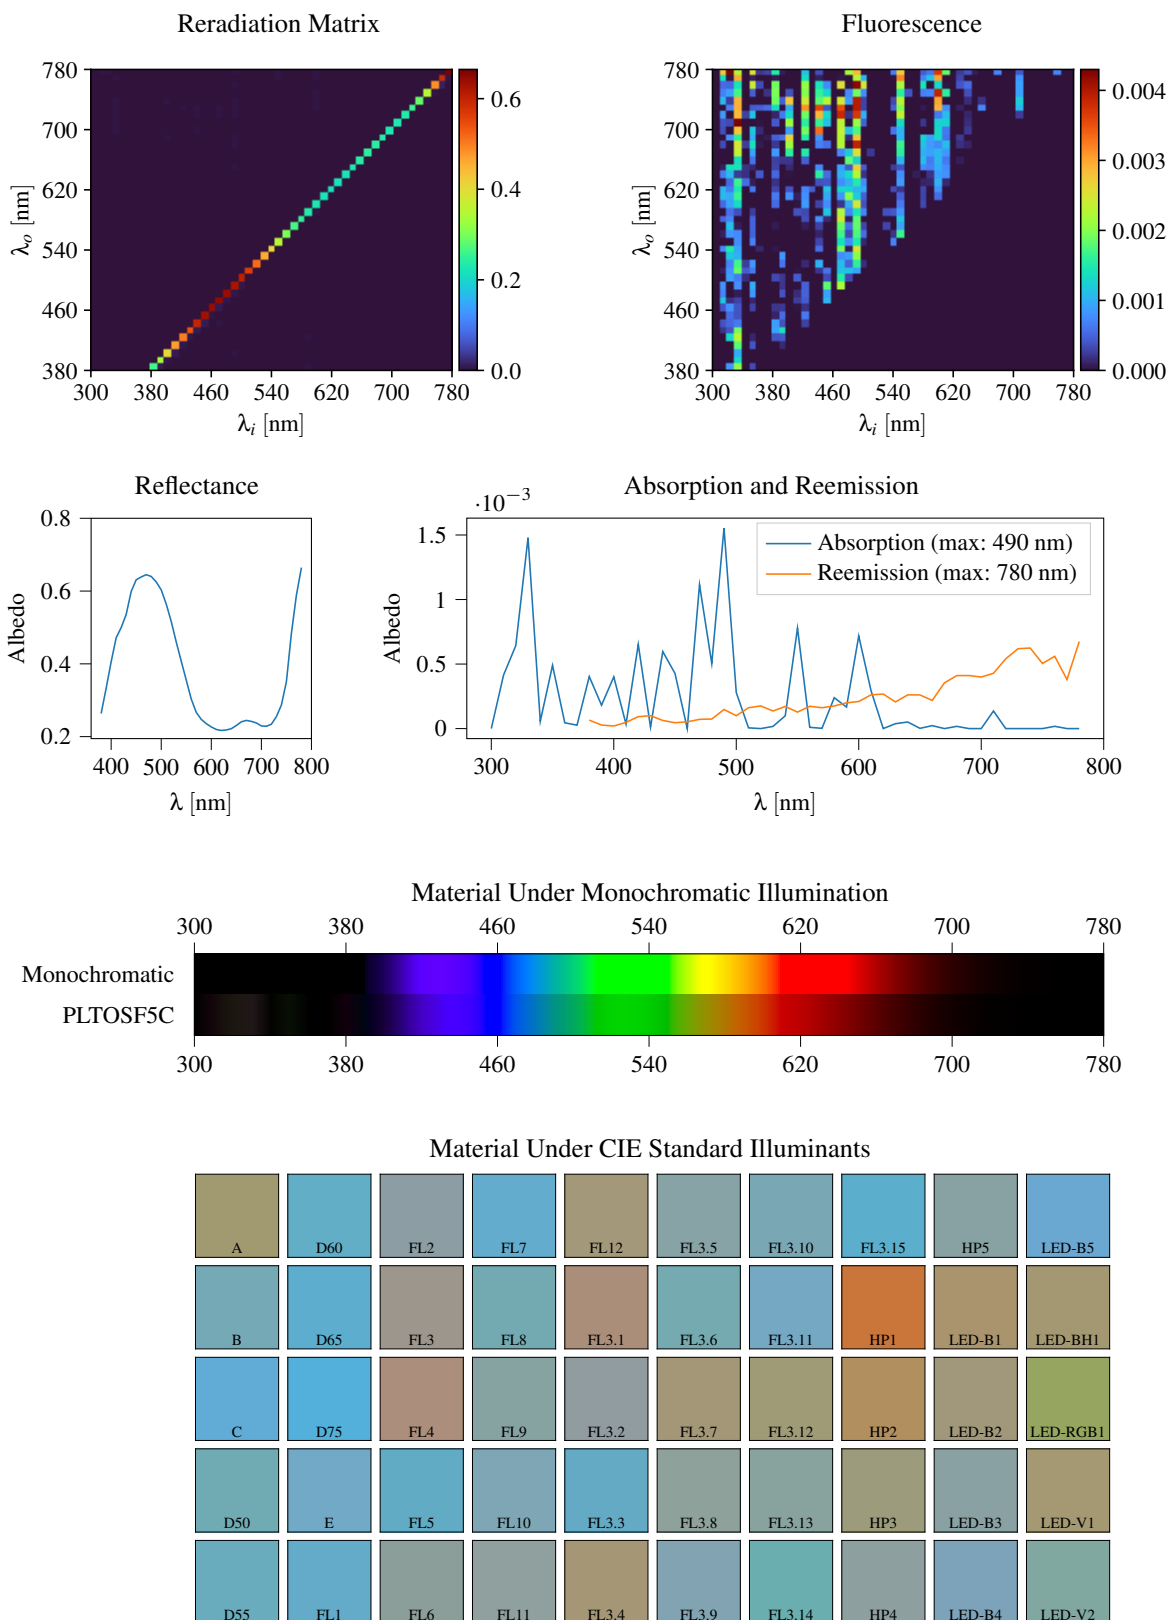 Reradiation Matrix
780
700
620
540
460
380
λo [nm]
300 380 460 540 620 700 780
λi [nm]
0.6
0.4
0.2
0.0
Fluorescence
780
700
620
540
460
380
λo [nm]
300 380 460 540 620 700 780
λi [nm]
0.004
0.003
0.002
0.001
0.000
Reflectance
0.8
0.6
0.4
0.2
Albedo
400 500 600 700 800
λ [nm]
Absorption and Reemission
·10−3
1.5
1
0.5
0
Albedo
Absorption (max: 490 nm)
Reemission (max: 780 nm)
300 400 500 600 700 800
λ [nm]
Material Under Monochromatic Illumination
300 380 460 540 620 700 780
Monochromatic
PLTOSF5C
300 380 460 540 620 700 780
Material Under CIE Standard Illuminants
A D60 FL2 FL7 FL12 FL3.5 FL3.10 FL3.15 HP5 LED-B5
B D65 FL3 FL8 FL3.1 FL3.6 FL3.11 HP1 LED-B1 LED-BH1
C D75 FL4 FL9 FL3.2 FL3.7 FL3.12 HP2 LED-B2 LED-RGB1
D50 E FL5 FL10 FL3.3 FL3.8 FL3.13 HP3 LED-B3 LED-V1
D55 FL1 FL6 FL11 FL3.4 FL3.9 FL3.14 HP4 LED-B4 LED-V2